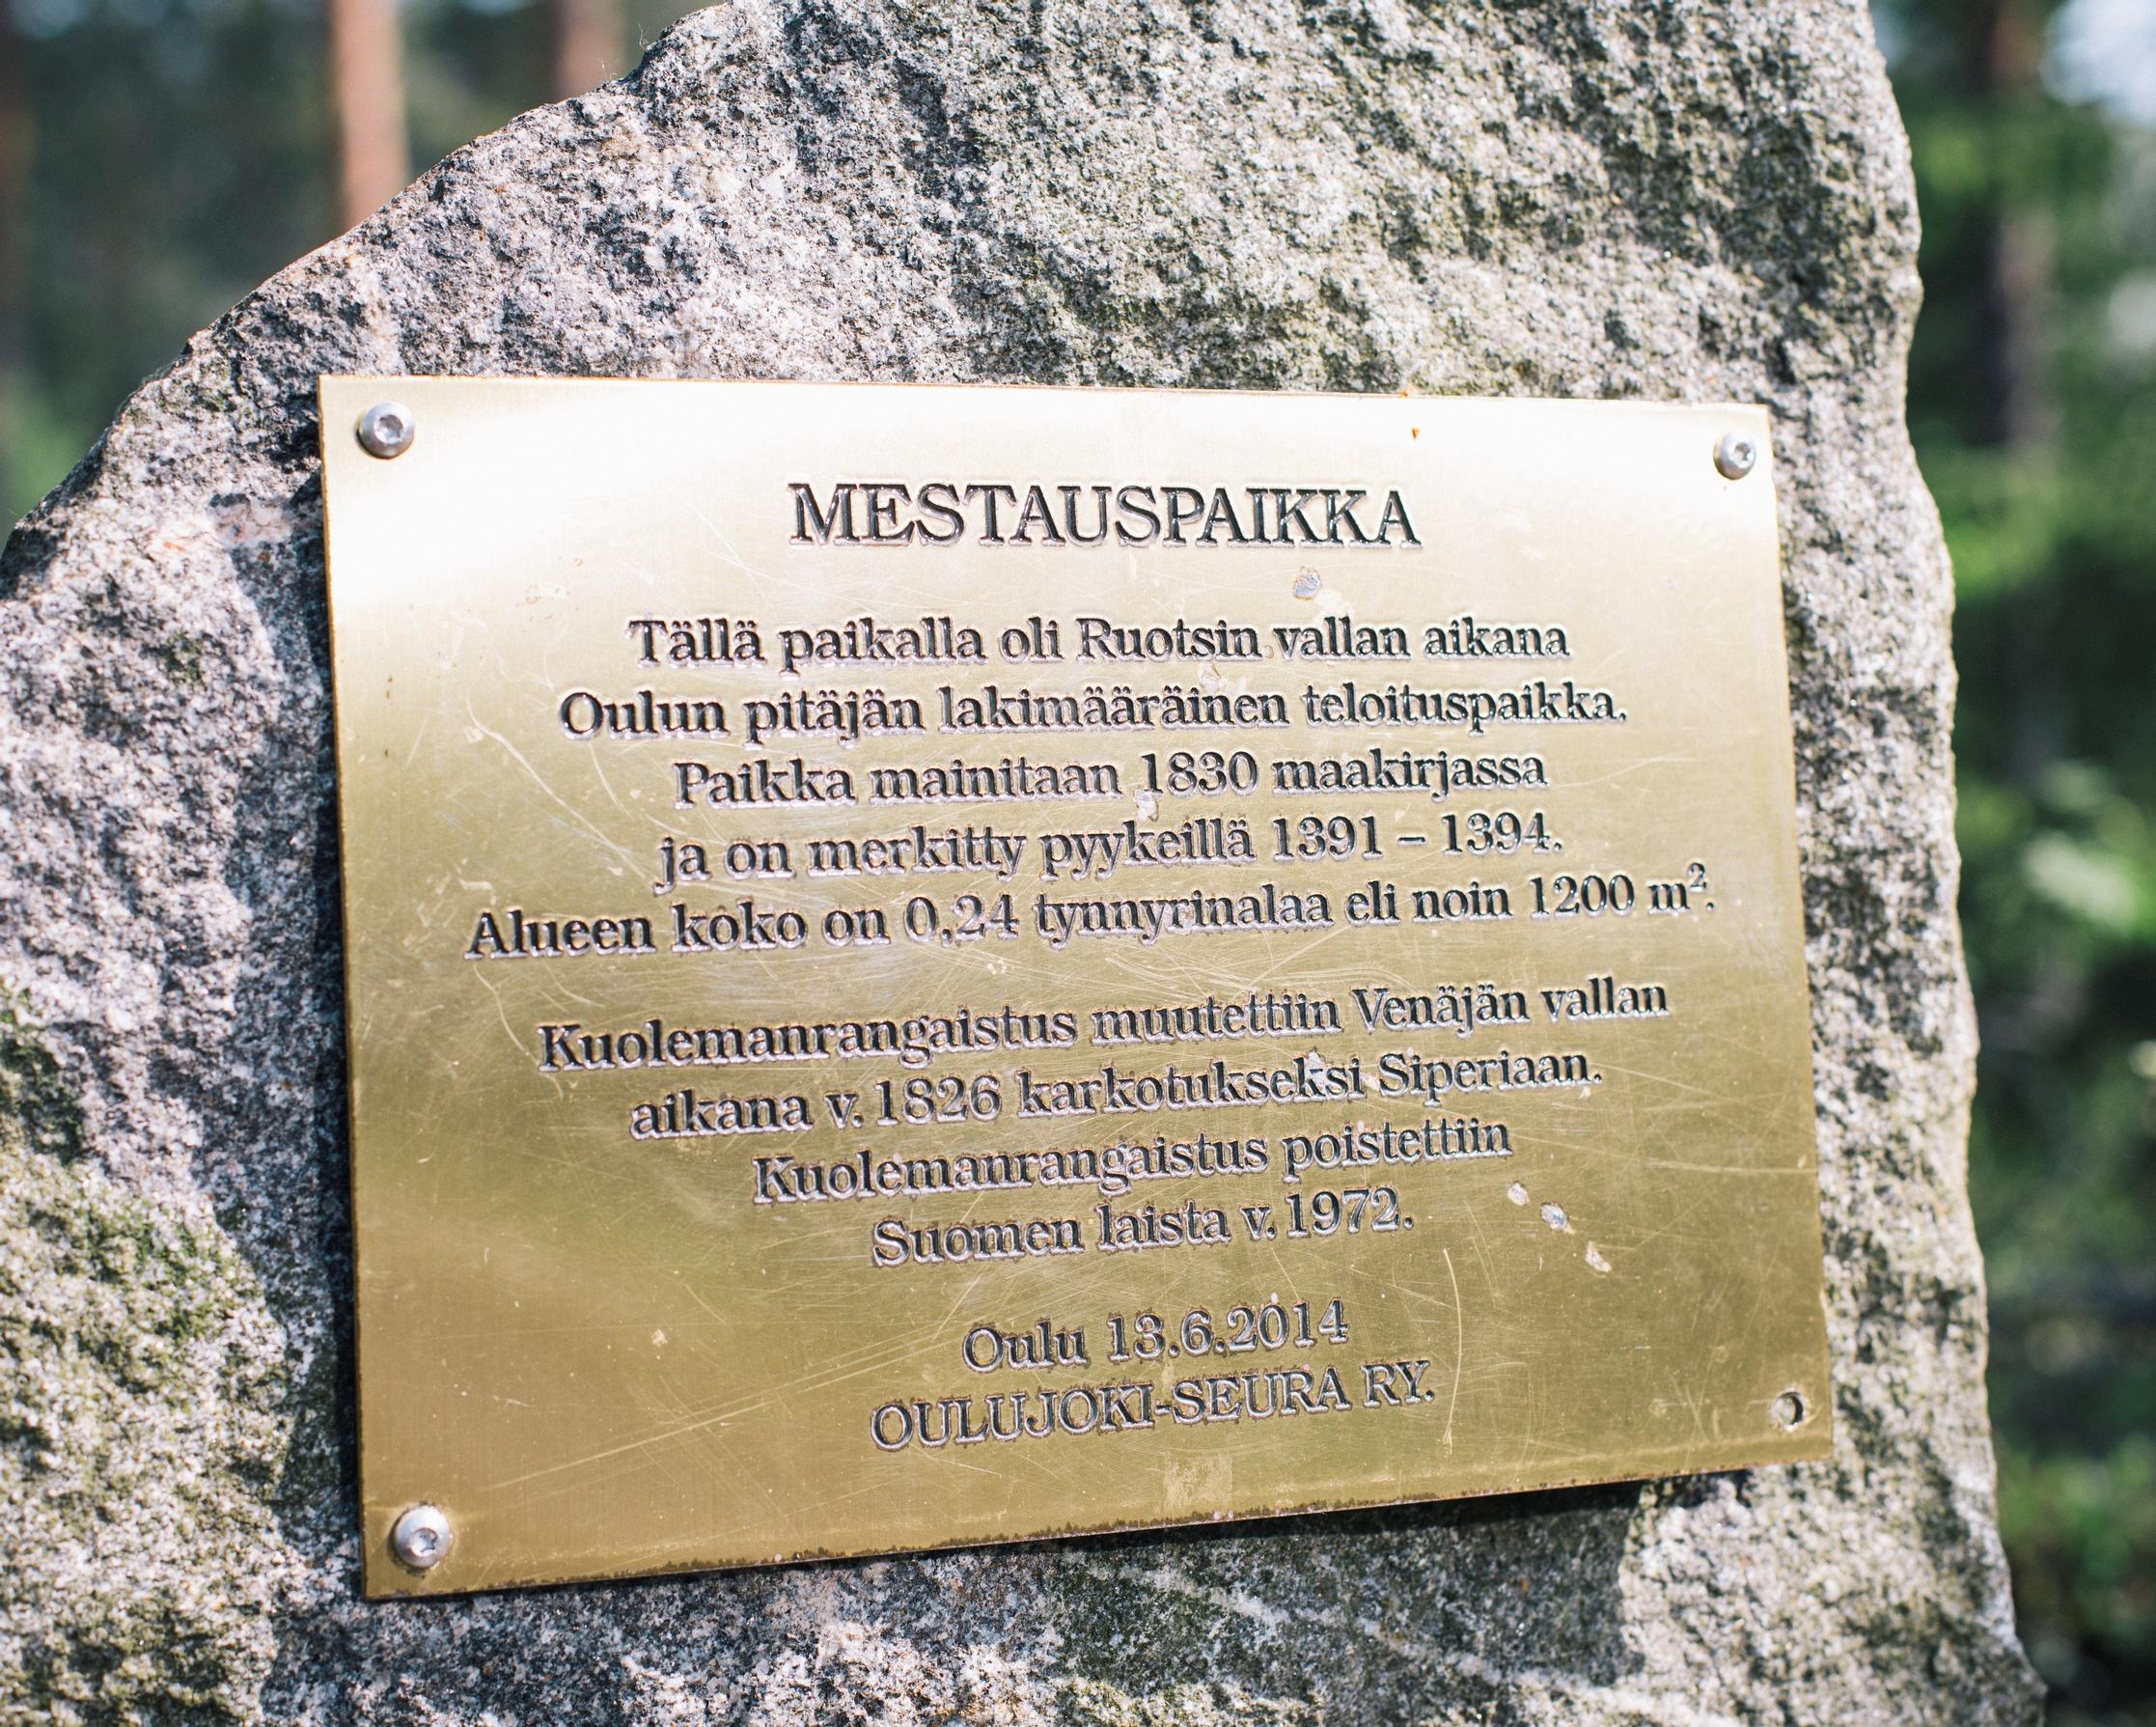 MESTAUSPAIKKA
Tällä paikalla oli Ruotsin vallan aikana
Oulun pitäjän lakimääräinen teloituspaikka.
Paikka mainitaan 1830 maakirjassa
ja on merkitty pyykeillä 1391 – 1394.
Alueen koko on 0,24 tynnyrinalaa eli noin 1200 m².
Kuolemanrangaistus muutettiin Venäjän vallan
aikana v. 1826 karkotukseksi Siperiaan.
Kuolemanrangaistus poistettiin
Suomen laista v. 1972.
Oulu 13.6.2014
OULUJOKI-SEURA RY.